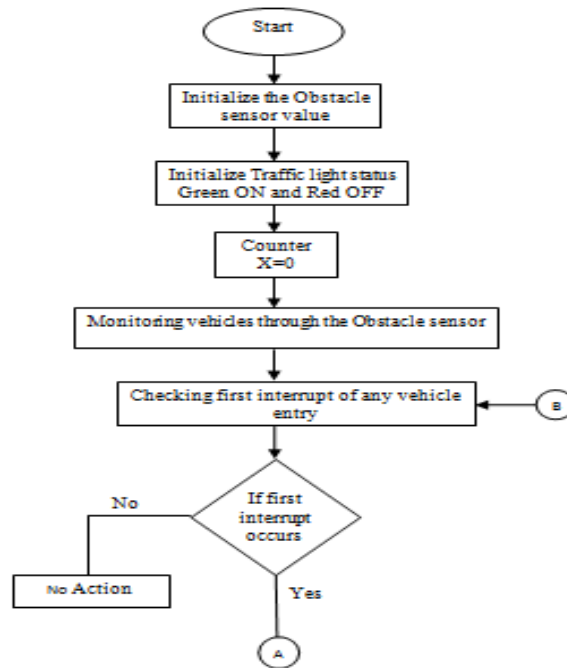 Start
Initialize the Obstacle
sensor value
Initialize Traffic light status
Green ON and Red OFF
Counter
X=0
Monitoring vehicles through the Obstacle sensor
Checking first interrupt of any vehicle
entry
B
If first
interrupt
occurs
No
No Action
Yes
A